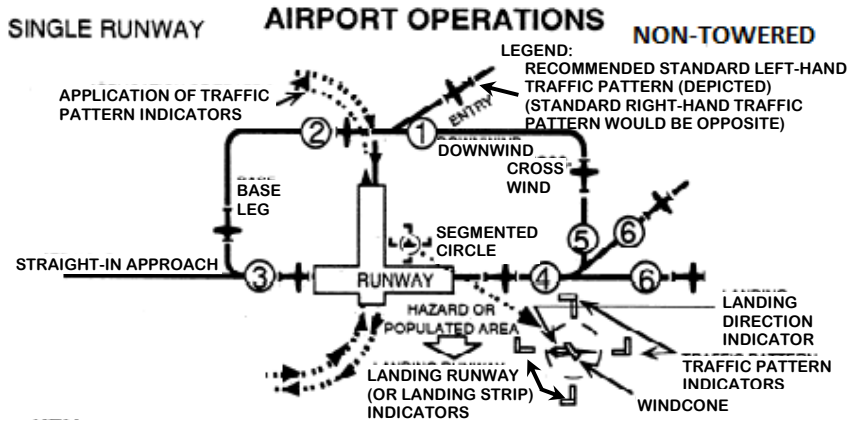 SINGLE RUNWAY
AIRPORT OPERATIONS
NON-TOWERED
LEGEND:
RECOMMENDED STANDARD LEFT-HAND
TRAFFIC PATTERN (DEPICTED)
(STANDARD RIGHT-HAND TRAFFIC
PATTERN WOULD BE OPPOSITE)
APPLICATION OF TRAFFIC
PATTERN INDICATORS
ENTRY
2
1
DOWNWIND
CROSS
WIND
BASE
LEG
5
6
SEGMENTED
CIRCLE
STRAIGHT-IN APPROACH
3
RUNWAY
4
6
HAZARD OR
POPULATED AREA
LANDING
DIRECTION
INDICATOR
TRAFFIC PATTERN
INDICATORS
LANDING RUNWAY
(OR LANDING STRIP)
INDICATORS
WINDCONE